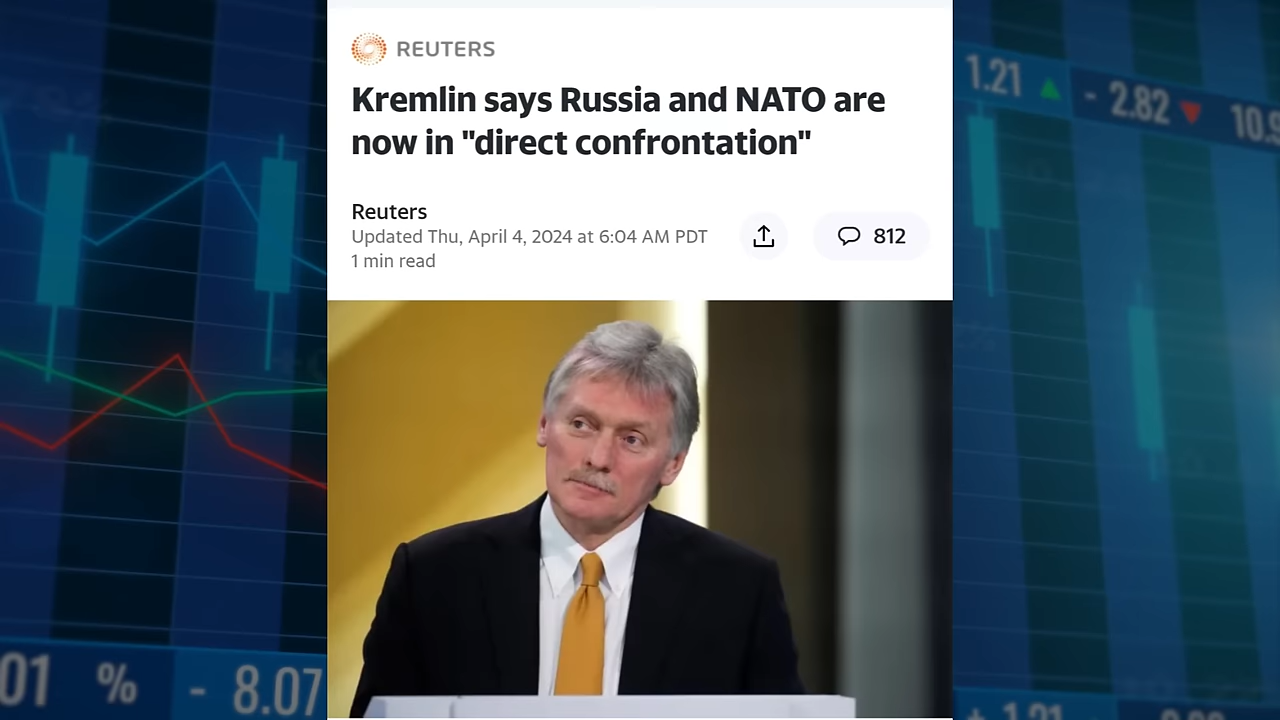 REUTERS
Kremlin says Russia and NATO are
now in "direct confrontation"
Reuters
Updated Thu, April 4, 2024 at 6:04 AM PDT
812
1 min read
1.21
- 2.82
01 % - 8.07